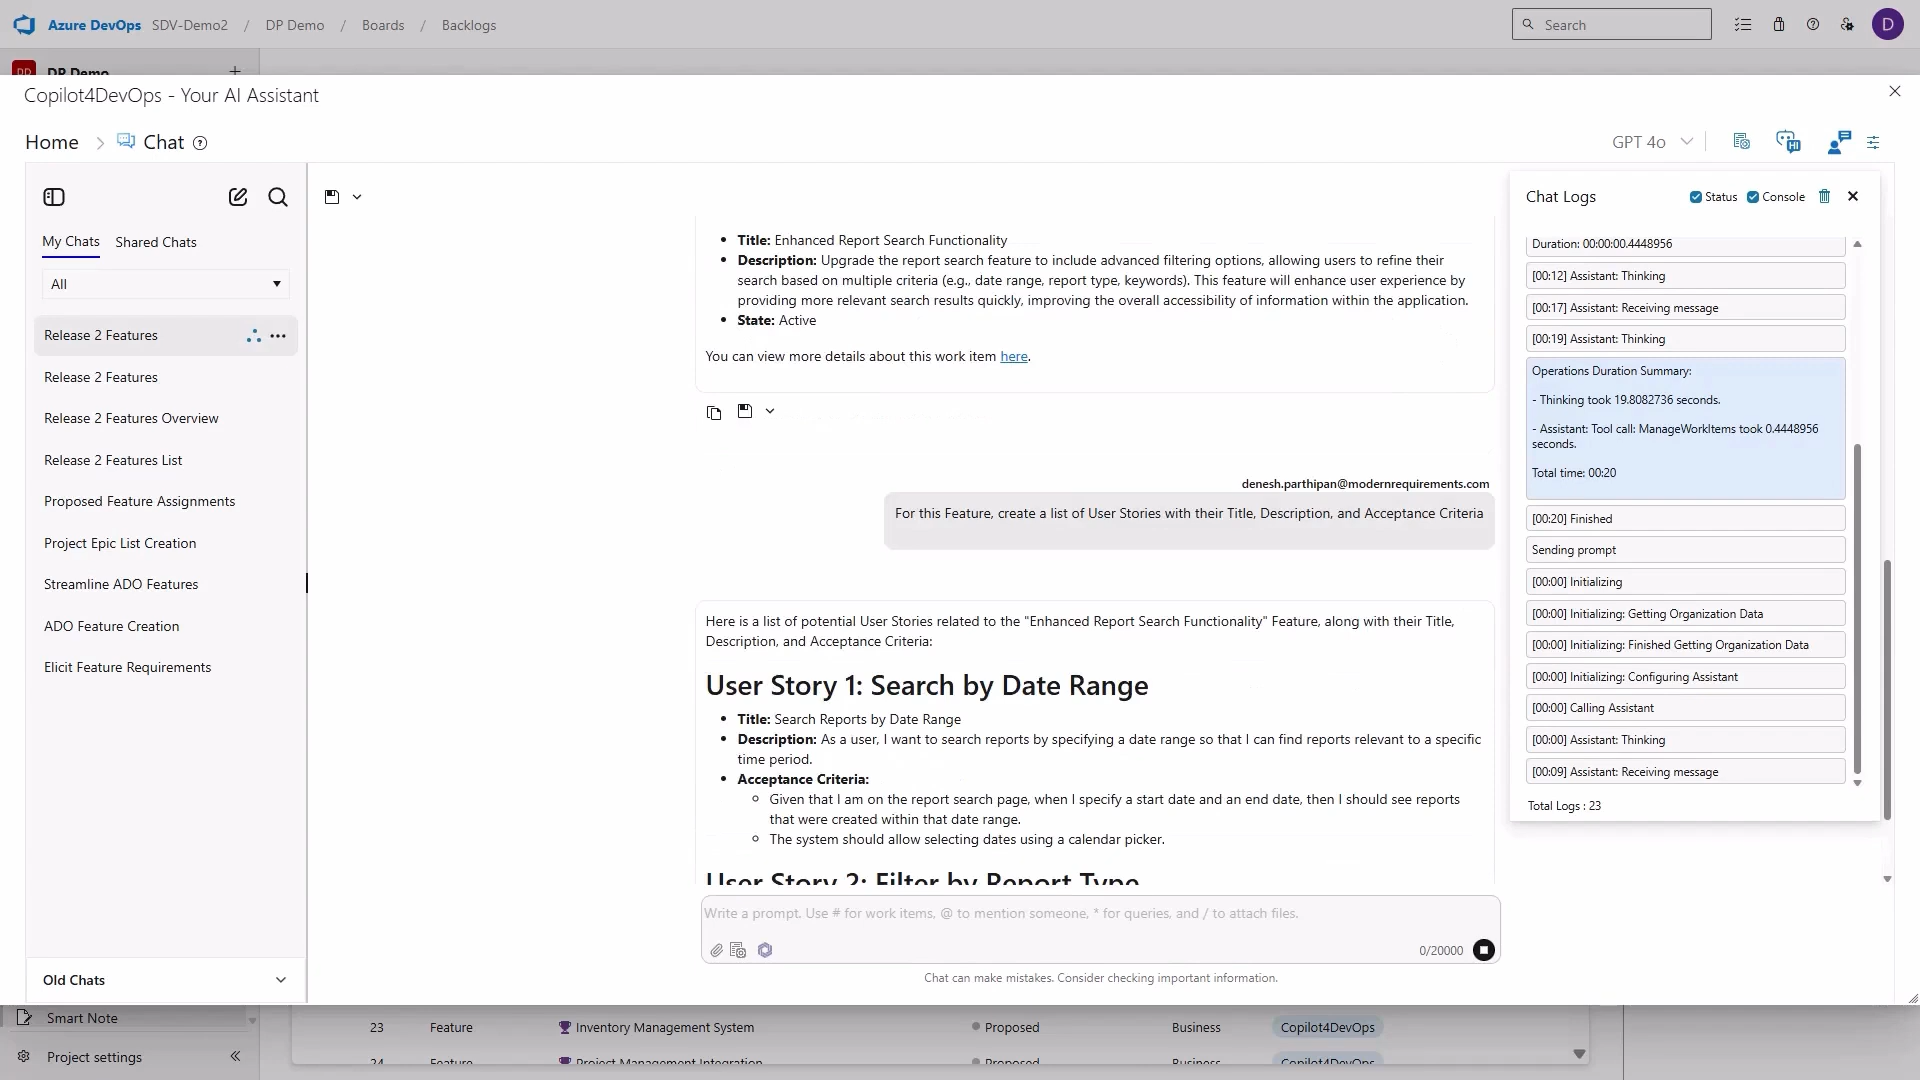 Azure DevOps SDV-Demo2 / DP Demo / Boards / Backlogs
Search
D
DP Demo
Copilot4DevOps - Your AI Assistant
Home > Chat
GPT 4o
My Chats
Shared Chats
All
Release 2 Features
Release 2 Features
Release 2 Features Overview
Release 2 Features List
Proposed Feature Assignments
Project Epic List Creation
Streamline ADO Features
ADO Feature Creation
Elicit Feature Requirements
Old Chats
Title: Enhanced Report Search Functionality
Description: Upgrade the report search feature to include advanced filtering options, allowing users to refine their
search based on multiple criteria (e.g., date range, report type, keywords). This feature will enhance user experience by
providing more relevant search results quickly, improving the overall accessibility of information within the application.
State: Active
You can view more details about this work item here.
denesh.parthipan@modernrequirements.com
For this Feature, create a list of User Stories with their Title, Description, and Acceptance Criteria
Here is a list of potential User Stories related to the "Enhanced Report Search Functionality" Feature, along with their Title,
Description, and Acceptance Criteria:
User Story 1: Search by Date Range
Title: Search Reports by Date Range
Description: As a user, I want to search reports by specifying a date range so that I can find reports relevant to a specific
time period.
Acceptance Criteria:
Given that I am on the report search page, when I specify a start date and an end date, then I should see reports
that were created within that date range.
The system should allow selecting dates using a calendar picker.
User Story 2: Filter by Report Type
Write a prompt. Use # for work items, @ to mention someone, * for queries, and / to attach files.
0/20000
Chat can make mistakes. Consider checking important information.
Chat Logs
Status
Console
Duration: 00:00:00.4448956
[00:12] Assistant: Thinking
[00:17] Assistant: Receiving message
[00:19] Assistant: Thinking
Operations Duration Summary:
- Thinking took 19.8082736 seconds.
- Assistant: Tool call: ManageWorkItems took 0.4448956
seconds.
Total time: 00:20
[00:20] Finished
Sending prompt
[00:00] Initializing
[00:00] Initializing: Getting Organization Data
[00:00] Initializing: Finished Getting Organization Data
[00:00] Initializing: Configuring Assistant
[00:00] Calling Assistant
[00:00] Assistant: Thinking
[00:09] Assistant: Receiving message
Total Logs : 23
Smart Note
Project settings
23 Feature Inventory Management System Proposed Business Copilot4DevOps
24 Feature Project Management Integration Proposed Business Copilot4DevOps